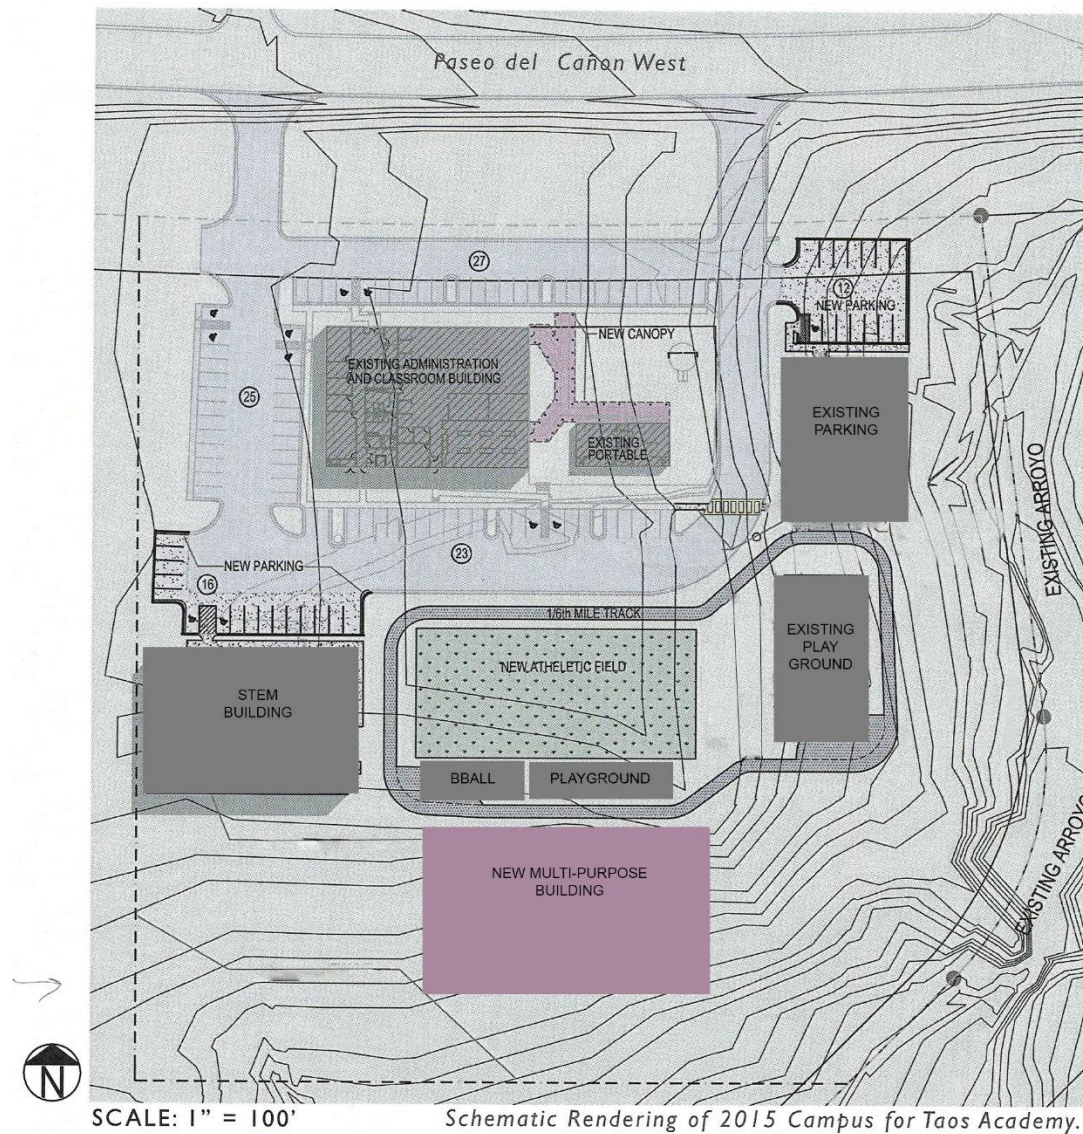 Paseo del Cañon West
27
12
NEW PARKING
NEW CANOPY
EXISTING ADMINISTRATION
AND CLASSROOM BUILDING
25
EXISTING
PORTABLE
EXISTING
PARKING
EXISTING ARROYO
23
NEW PARKING
16
1/6th MILE TRACK
NEW ATHELETIC FIELD
EXISTING
PLAY
GROUND
STEM
BUILDING
BBALL
PLAYGROUND
EXISTING ARROYO
NEW MULTI-PURPOSE
BUILDING
N
SCALE: 1" = 100'
Schematic Rendering of 2015 Campus for Taos Academy.